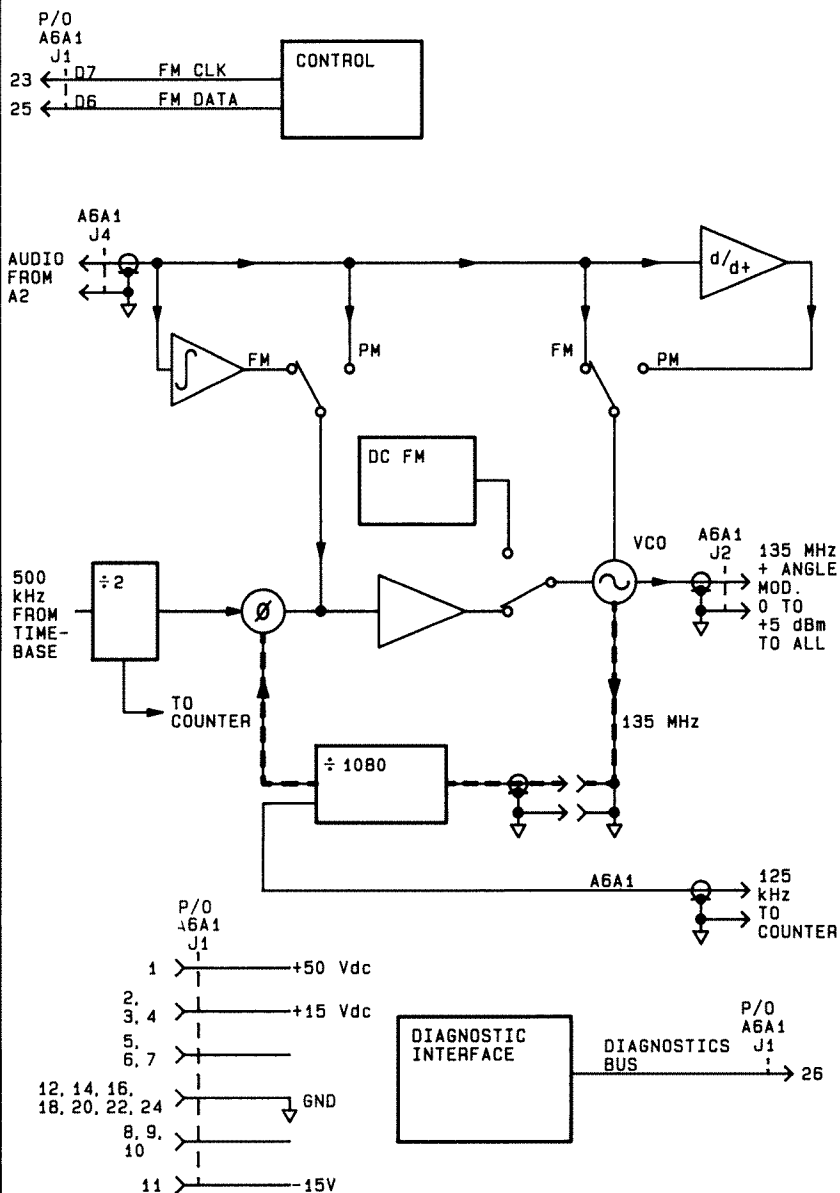 P/O
A6A1
J1
23
D7
FM CLK
25
D6
FM DATA
CONTROL
A6A1
J4
AUDIO
FROM
A2
d/d+
∫
FM
PM
FM
PM
DC FM
VCO
A6A1
J2
135 MHz
+ ANGLE
MOD.
0 TO
+5 dBm
TO ALL
500
kHz
FROM
TIME-
BASE
÷2
Ø
TO
COUNTER
135 MHz
÷ 1080
A6A1
125
kHz
TO
COUNTER
P/O
A6A1
J1
1
+50 Vdc
2,
3, 4
+15 Vdc
5,
6, 7
12, 14, 16,
18, 20, 22, 24
GND
8, 9,
10
11
-15V
DIAGNOSTIC
INTERFACE
DIAGNOSTICS
BUS
P/O
A6A1
J1
26